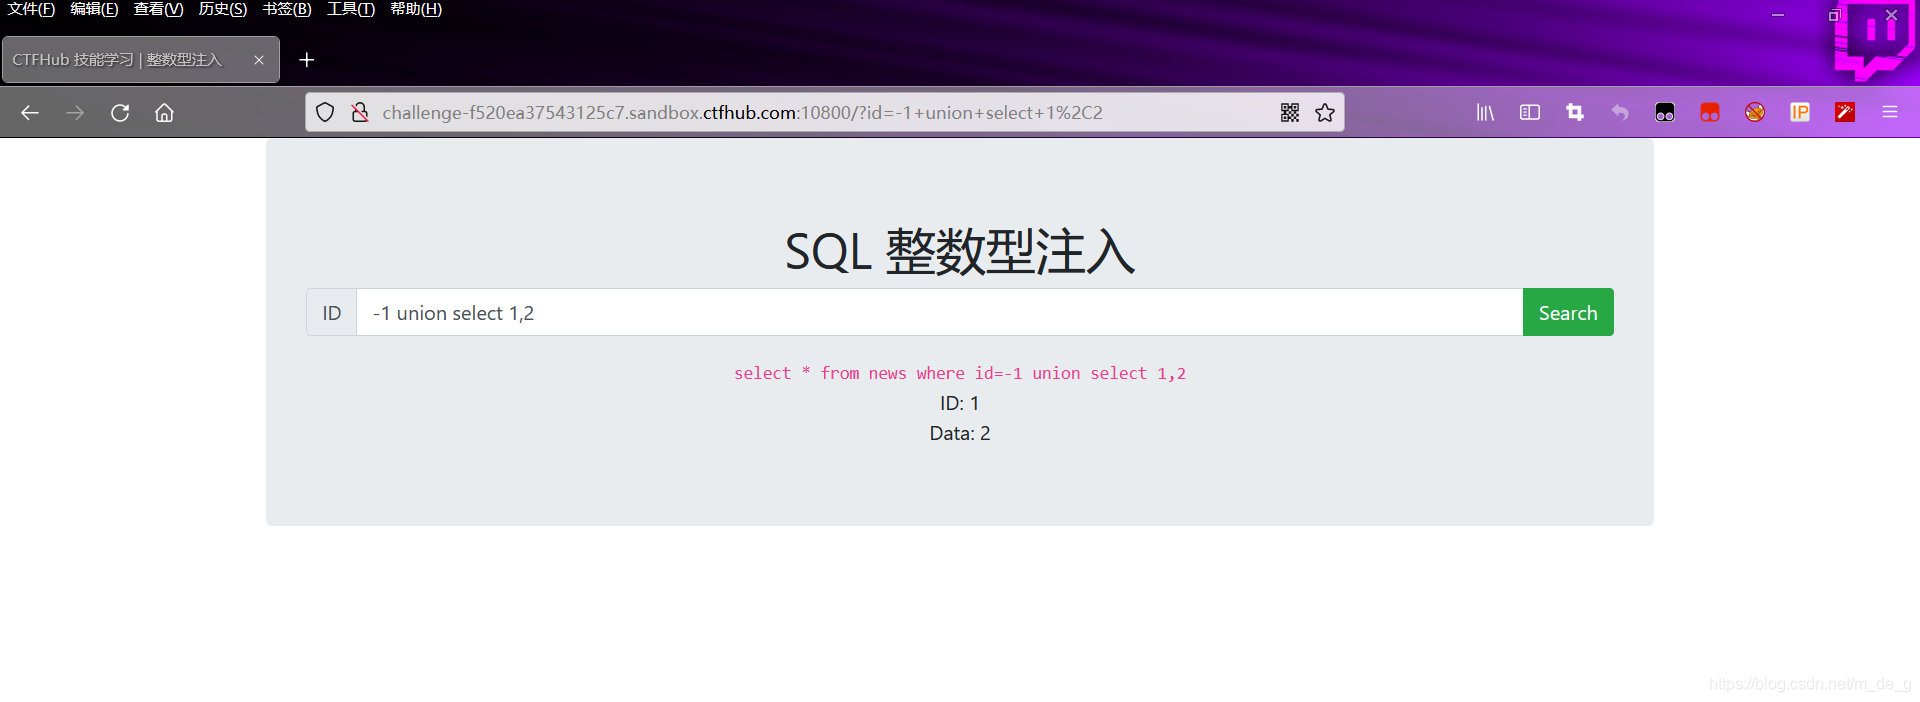 文件(F) 编辑(E) 查看(V) 历史(S) 书签(B) 工具(T) 帮助(H)
CTFHub 技能学习 | 整数型注入
challenge-f520ea37543125c7.sandbox.ctfhub.com:10800/?id=-1+union+select+1%2C2
IP
SQL 整数型注入
ID
-1 union select 1,2
Search
select * from news where id=-1 union select 1,2
ID: 1
Data: 2
https://blog.csdn.net/m_de_g